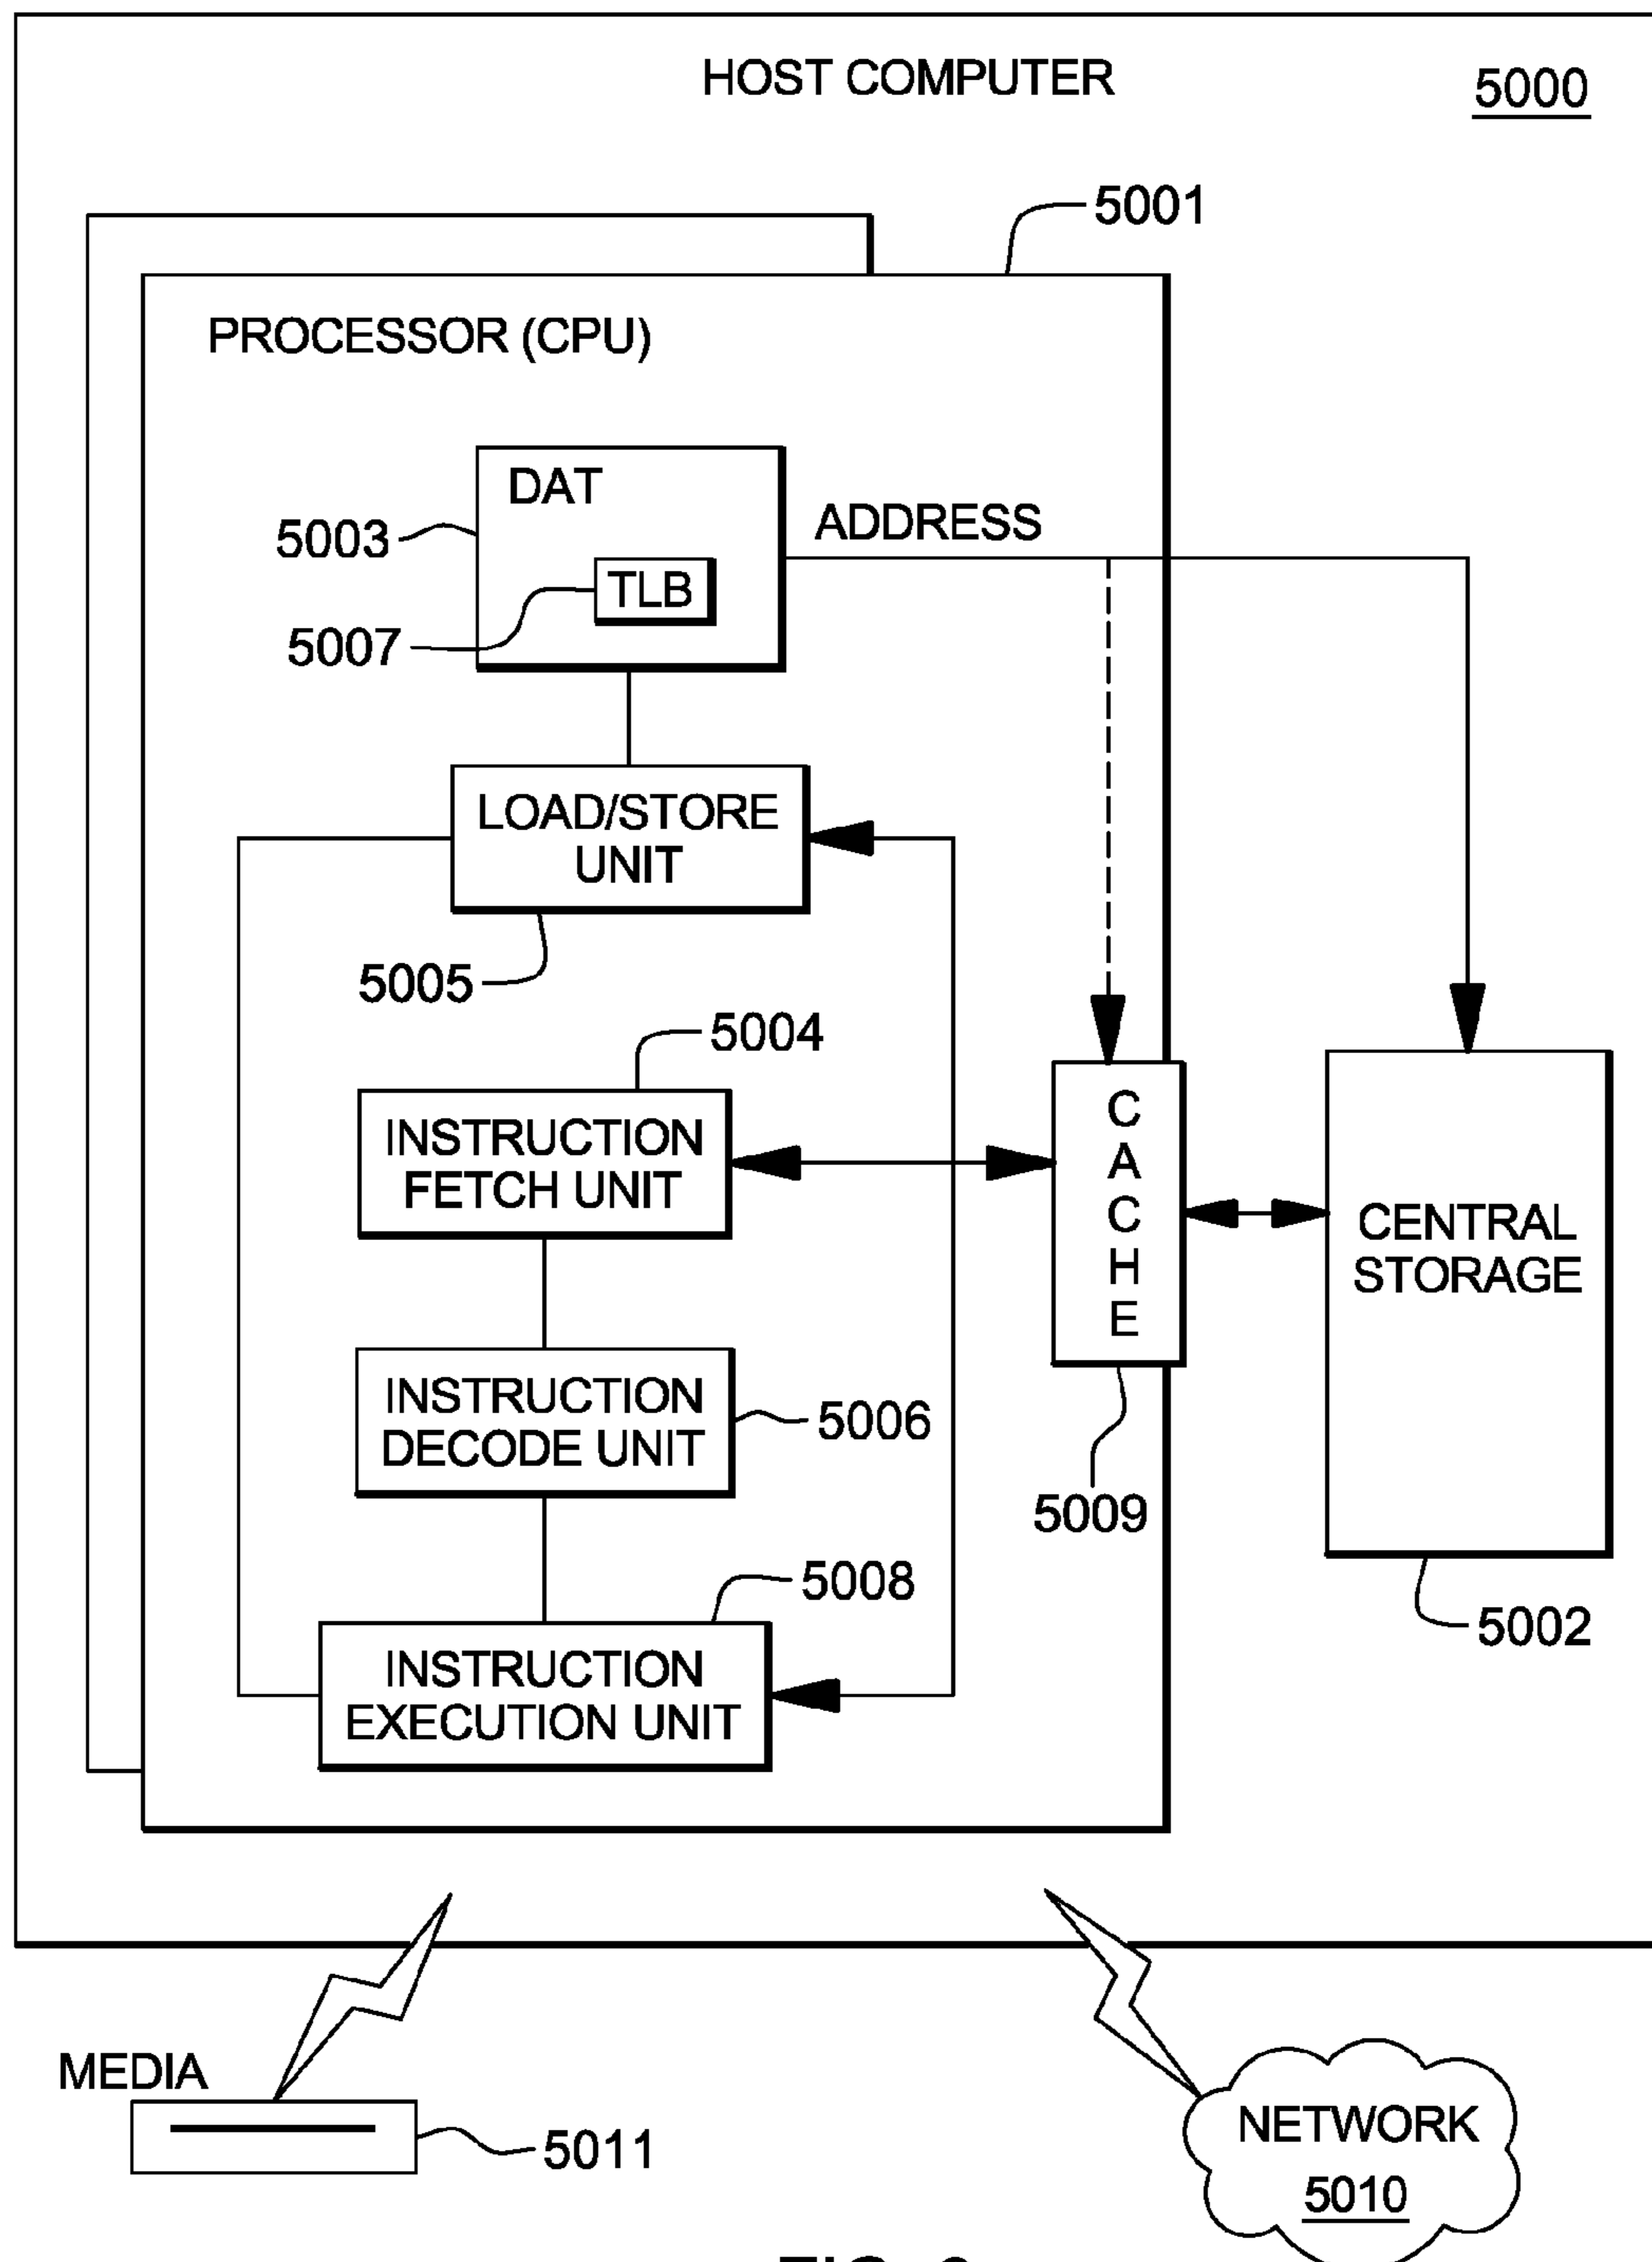 HOST COMPUTER
5000
5001
PROCESSOR (CPU)
DAT
ADDRESS
5003
TLB
5007
LOAD/STORE
UNIT
5005
5004
INSTRUCTION
FETCH UNIT
C
A
C
H
E
CENTRAL
STORAGE
INSTRUCTION
DECODE UNIT
5006
5009
5008
5002
INSTRUCTION
EXECUTION UNIT
MEDIA
5011
NETWORK
5010